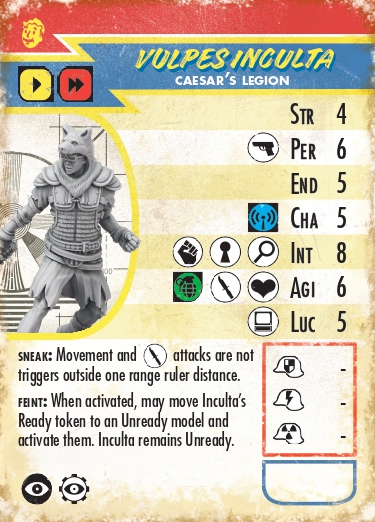 VULPES INCULTA
CAESAR'S LEGION
STR 4
PER 6
END 5
CHA 5
INT 8
AGI 6
LUC 5
SNEAK: Movement and attacks are not
triggers outside one range ruler distance.
FEINT: When activated, may move Inculta's
Ready token to an Unready model and
activate them. Inculta remains Unready.
-
-
-